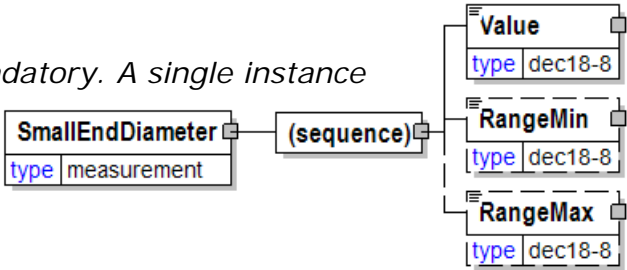 Value
type dec18-8
ndatory. A single instance
SmallEndDiameter
type measurement
(sequence)
RangeMin
type dec18-8
RangeMax
type dec18-8